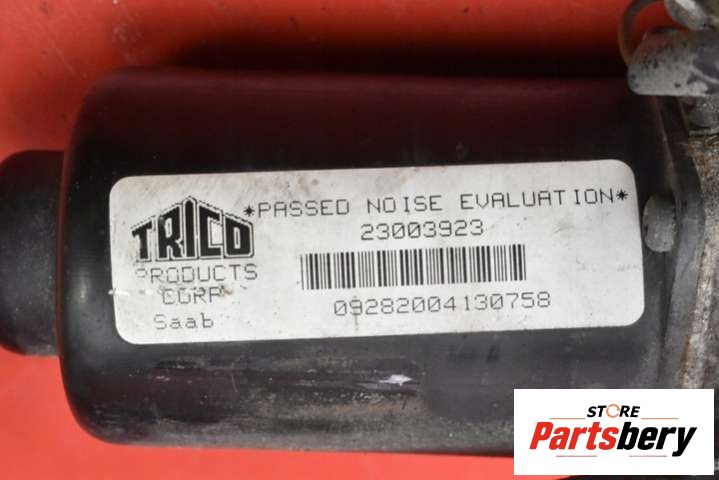 TRICO
PRODUCTS
CORP
Saab
*PASSED NOISE EVALUATION*
23003923
09282004130758
STORE
Partsbery